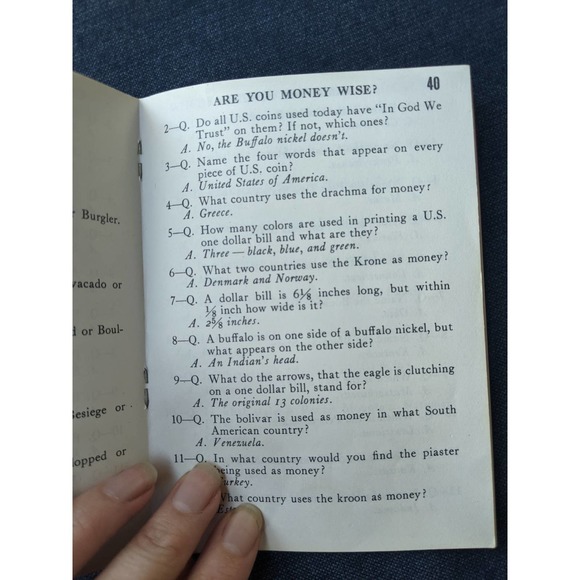 r Burgler.
vacado or
d or Boul-
Besiege or
lopped or
ARE YOU MONEY WISE? 40
2—Q. Do all U.S. coins used today have "In God We
Trust" on them? If not, which ones?
A. No, the Buffalo nickel doesn't.
3—Q. Name the four words that appear on every
piece of U.S. coin?
A. United States of America.
4—Q. What country uses the drachma for money?
A. Greece.
5—Q. How many colors are used in printing a U.S.
one dollar bill and what are they?
A. Three — black, blue, and green.
6—Q. What two countries use the Krone as money?
A. Denmark and Norway.
7—Q. A dollar bill is 6⅛ inches long, but within
⅛ inch how wide is it?
A. 2⅝ inches.
8—Q. A buffalo is on one side of a buffalo nickel, but
what appears on the other side?
A. An Indian's head.
9—Q. What do the arrows, that the eagle is clutching
on a one dollar bill, stand for?
A. The original 13 colonies.
10—Q. The bolivar is used as money in what South
American country?
A. Venezuela.
11—Q. In what country would you find the piaster
being used as money?
Turkey.
What country uses the kroon as money?